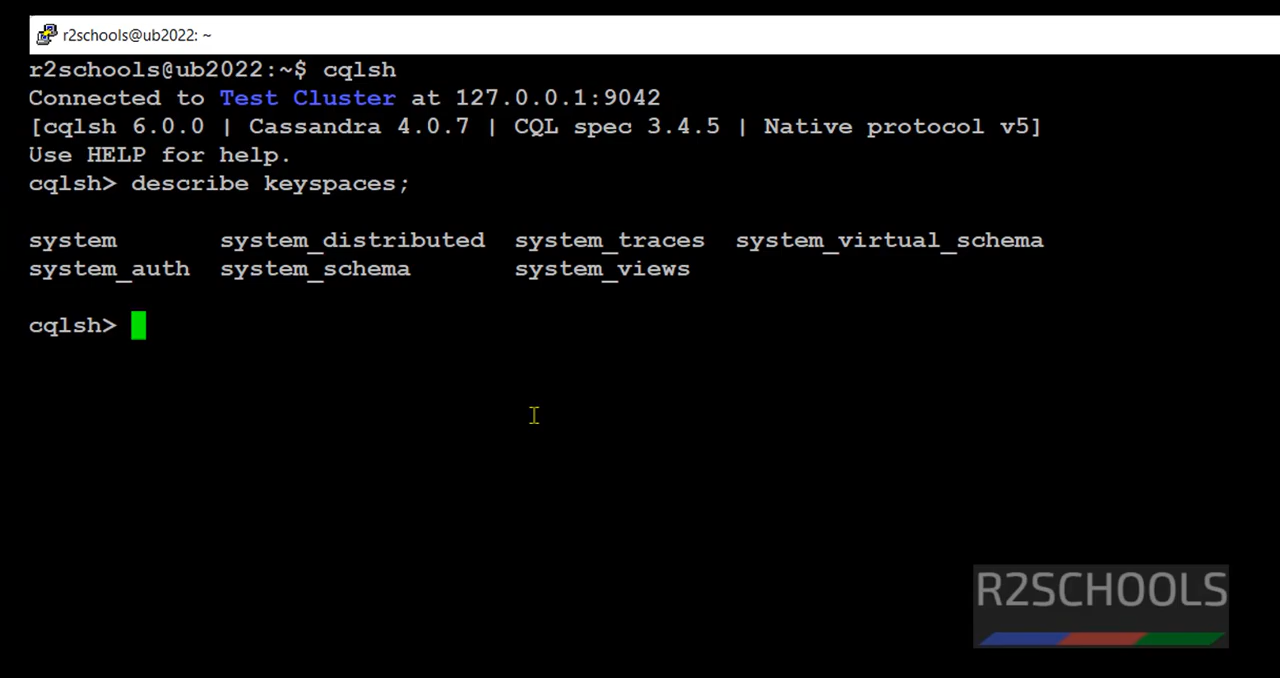 r2schools@ub2022: ~
r2schools@ub2022:~$ cqlsh
Connected to Test Cluster at 127.0.0.1:9042
[cqlsh 6.0.0 | Cassandra 4.0.7 | CQL spec 3.4.5 | Native protocol v5]
Use HELP for help.
cqlsh> describe keyspaces;
system system_distributed system_traces system_virtual_schema
system_auth system_schema system_views
cqlsh>
R2SCHOOLS